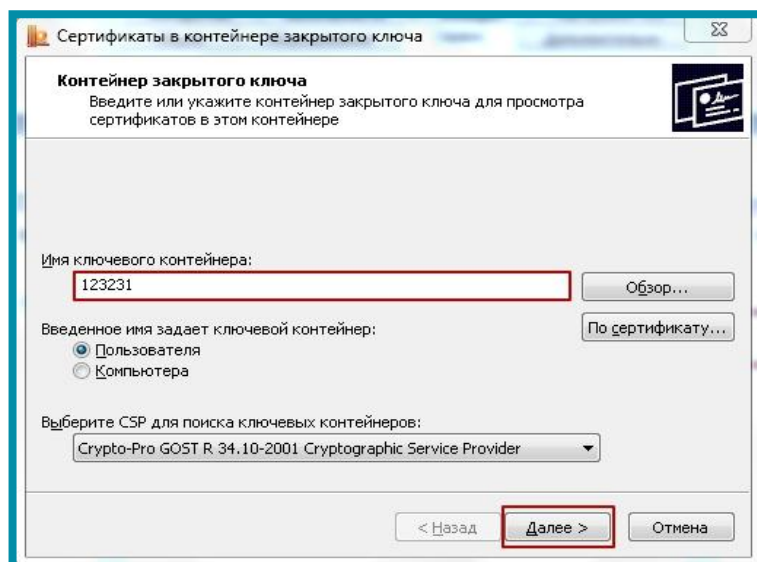 Сертификаты в контейнере закрытого ключа
Контейнер закрытого ключа
Введите или укажите контейнер закрытого ключа для просмотра
сертификатов в этом контейнере
Имя ключевого контейнера:
123231
Обзор...
Введенное имя задает ключевой контейнер:
По сертификату...
Пользователя
Компьютера
Выберите CSP для поиска ключевых контейнеров:
Crypto-Pro GOST R 34.10-2001 Cryptographic Service Provider
< Назад
Далее >
Отмена